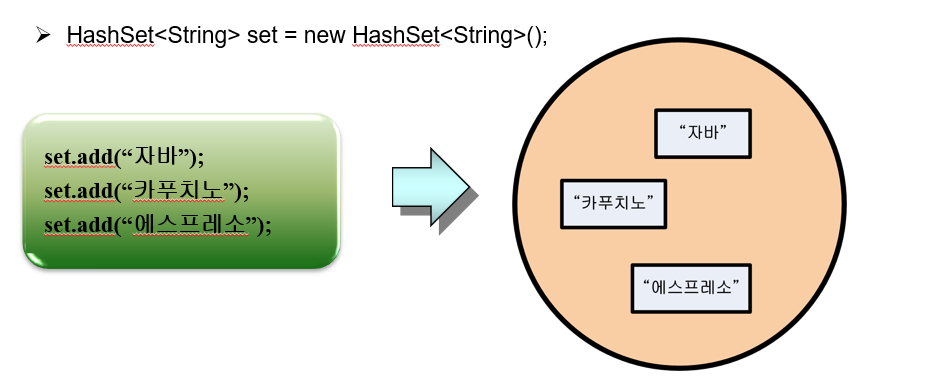 ➢ HashSet<String> set = new HashSet<String>();
set.add(“자바”);
set.add(“카푸치노”);
set.add(“에스프레소”);
“자바”
“카푸치노”
“에스프레소”